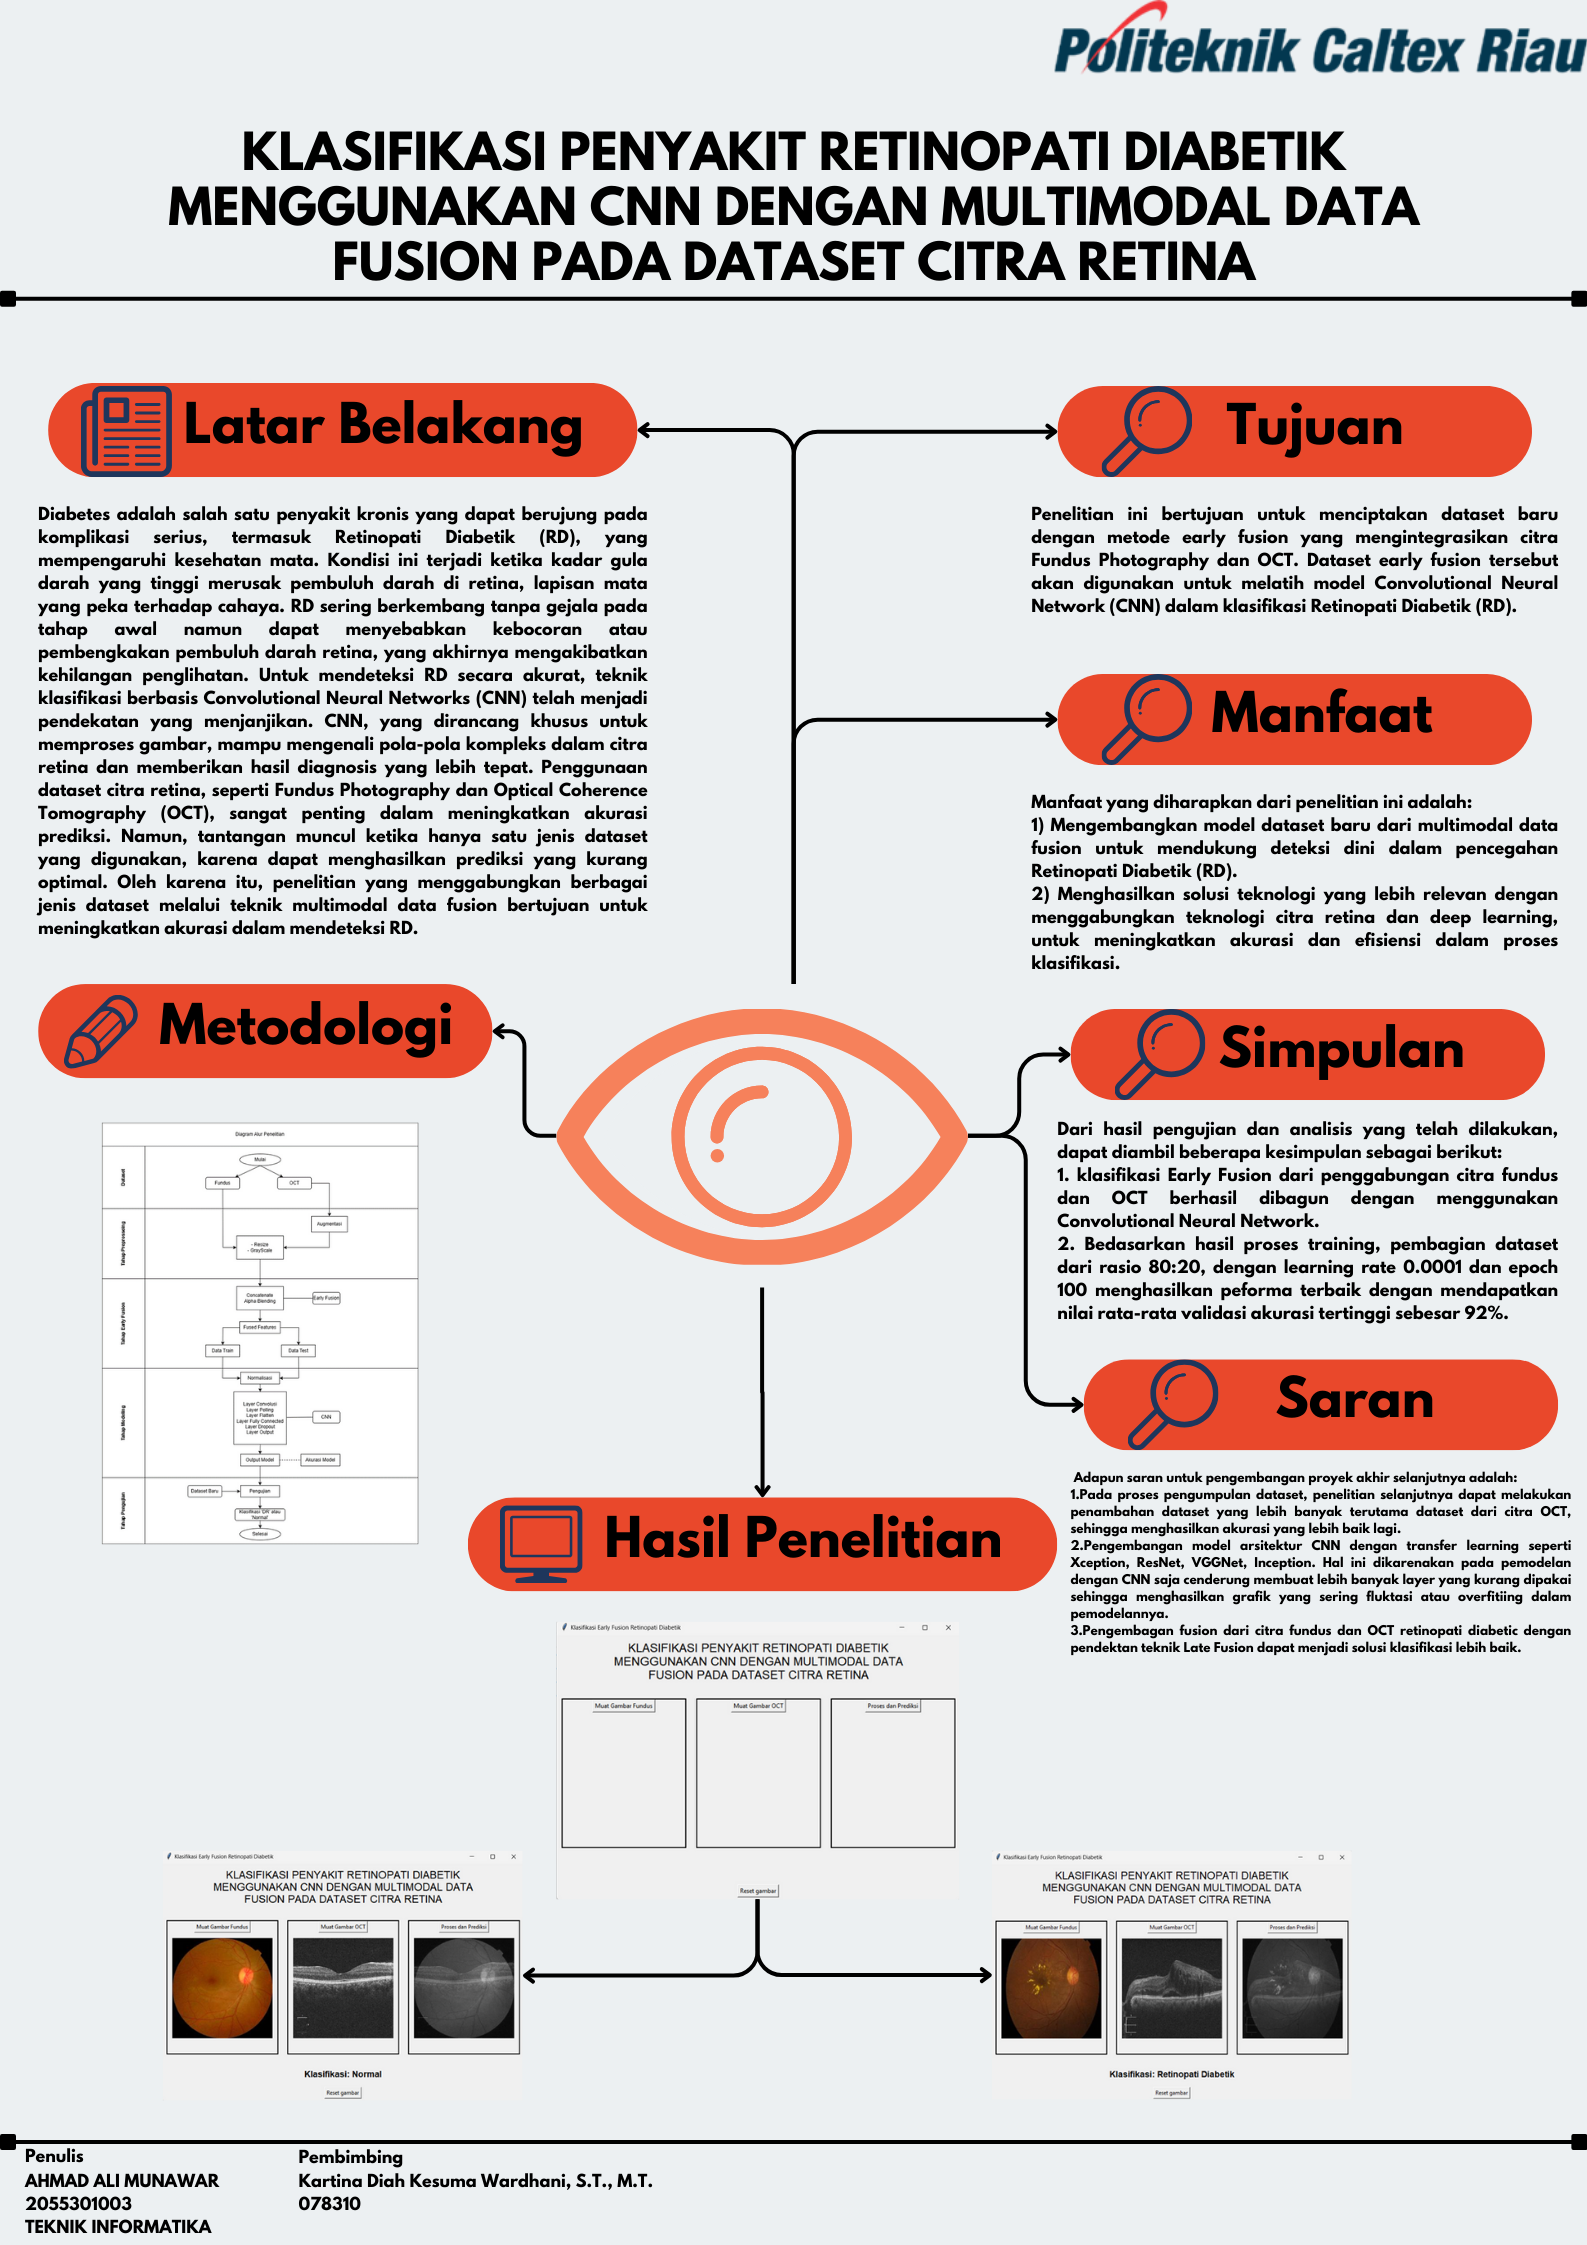 Politeknik Caltex Riau
KLASIFIKASI PENYAKIT RETINOPATI DIABETIK
MENGGUNAKAN CNN DENGAN MULTIMODAL DATA
FUSION PADA DATASET CITRA RETINA
Latar Belakang
Diabetes adalah salah satu penyakit kronis yang dapat berujung pada
komplikasi serius, termasuk Retinopati Diabetik (RD), yang
mempengaruhi kesehatan mata. Kondisi ini terjadi ketika kadar gula
darah yang tinggi merusak pembuluh darah di retina, lapisan mata
yang peka terhadap cahaya. RD sering berkembang tanpa gejala pada
tahap awal namun dapat menyebabkan kebocoran atau
pembengkakan pembuluh darah retina, yang akhirnya mengakibatkan
kehilangan penglihatan. Untuk mendeteksi RD secara akurat, teknik
klasifikasi berbasis Convolutional Neural Networks (CNN) telah menjadi
pendekatan yang menjanjikan. CNN, yang dirancang khusus untuk
memproses gambar, mampu mengenali pola-pola kompleks dalam citra
retina dan memberikan hasil diagnosis yang lebih tepat. Penggunaan
dataset citra retina, seperti Fundus Photography dan Optical Coherence
Tomography (OCT), sangat penting dalam meningkatkan akurasi
prediksi. Namun, tantangan muncul ketika hanya satu jenis dataset
yang digunakan, karena dapat menghasilkan prediksi yang kurang
optimal. Oleh karena itu, penelitian yang menggabungkan berbagai
jenis dataset melalui teknik multimodal data fusion bertujuan untuk
meningkatkan akurasi dalam mendeteksi RD.
Tujuan
Penelitian ini bertujuan untuk menciptakan dataset baru
dengan metode early fusion yang mengintegrasikan citra
Fundus Photography dan OCT. Dataset early fusion tersebut
akan digunakan untuk melatih model Convolutional Neural
Network (CNN) dalam klasifikasi Retinopati Diabetik (RD).
Manfaat
Manfaat yang diharapkan dari penelitian ini adalah:
1) Mengembangkan model dataset baru dari multimodal data
fusion untuk mendukung deteksi dini dalam pencegahan
Retinopati Diabetik (RD).
2) Menghasilkan solusi teknologi yang lebih relevan dengan
menggabungkan teknologi citra retina dan deep learning,
untuk meningkatkan akurasi dan efisiensi dalam proses
klasifikasi.
Metodologi
Diagram Alur Penelitian
Dataset
Mulai
Fundus
OCT
Tahap Preprosesing
Augmentasi
- Resize
- GrayScale
Tahap Early Fusion
Concatenate
Alpha Blending
Early Fusion
Fused Features
Data Train
Data Test
Tahap Modeling
Normalisasi
Layer Convolusi
Layer Polling
Layer Flatten
Layer Fully Connected
Layer Dropout
Layer Output
CNN
Output Model
Akurasi Model
Tahap Pengujian
Dataset Baru
Pengujian
Klasifikasi 'DR' atau
'Normal'
Selesai
Simpulan
Dari hasil pengujian dan analisis yang telah dilakukan,
dapat diambil beberapa kesimpulan sebagai berikut:
1. klasifikasi Early Fusion dari penggabungan citra fundus
dan OCT berhasil dibagun dengan menggunakan
Convolutional Neural Network.
2. Bedasarkan hasil proses training, pembagian dataset
dari rasio 80:20, dengan learning rate 0.0001 dan epoch
100 menghasilkan peforma terbaik dengan mendapatkan
nilai rata-rata validasi akurasi tertinggi sebesar 92%.
Saran
Adapun saran untuk pengembangan proyek akhir selanjutnya adalah:
1.Pada proses pengumpulan dataset, penelitian selanjutnya dapat melakukan
penambahan dataset yang lebih banyak terutama dataset dari citra OCT,
sehingga menghasilkan akurasi yang lebih baik lagi.
2.Pengembangan model arsitektur CNN dengan transfer learning seperti
Xception, ResNet, VGGNet, Inception. Hal ini dikarenakan pada pemodelan
dengan CNN saja cenderung membuat lebih banyak layer yang kurang dipakai
sehingga menghasilkan grafik yang sering fluktasi atau overfitiing dalam
pemodelannya.
3.Pengembagan fusion dari citra fundus dan OCT retinopati diabetic dengan
pendektan teknik Late Fusion dapat menjadi solusi klasifikasi lebih baik.
Hasil Penelitian
Klasifikasi Early Fusion Retinopati Diabetik
KLASIFIKASI PENYAKIT RETINOPATI DIABETIK
MENGGUNAKAN CNN DENGAN MULTIMODAL DATA
FUSION PADA DATASET CITRA RETINA
Muat Gambar Fundus
Muat Gambar OCT
Proses dan Prediksi
Reset gambar
Klasifikasi Early Fusion Retinopati Diabetik
KLASIFIKASI PENYAKIT RETINOPATI DIABETIK
MENGGUNAKAN CNN DENGAN MULTIMODAL DATA
FUSION PADA DATASET CITRA RETINA
Muat Gambar Fundus
Muat Gambar OCT
Proses dan Prediksi
Klasifikasi: Normal
Reset gambar
Klasifikasi Early Fusion Retinopati Diabetik
KLASIFIKASI PENYAKIT RETINOPATI DIABETIK
MENGGUNAKAN CNN DENGAN MULTIMODAL DATA
FUSION PADA DATASET CITRA RETINA
Muat Gambar Fundus
Muat Gambar OCT
Proses dan Prediksi
Klasifikasi: Retinopati Diabetik
Reset gambar
Penulis
AHMAD ALI MUNAWAR
2055301003
TEKNIK INFORMATIKA
Pembimbing
Kartina Diah Kesuma Wardhani, S.T., M.T.
078310